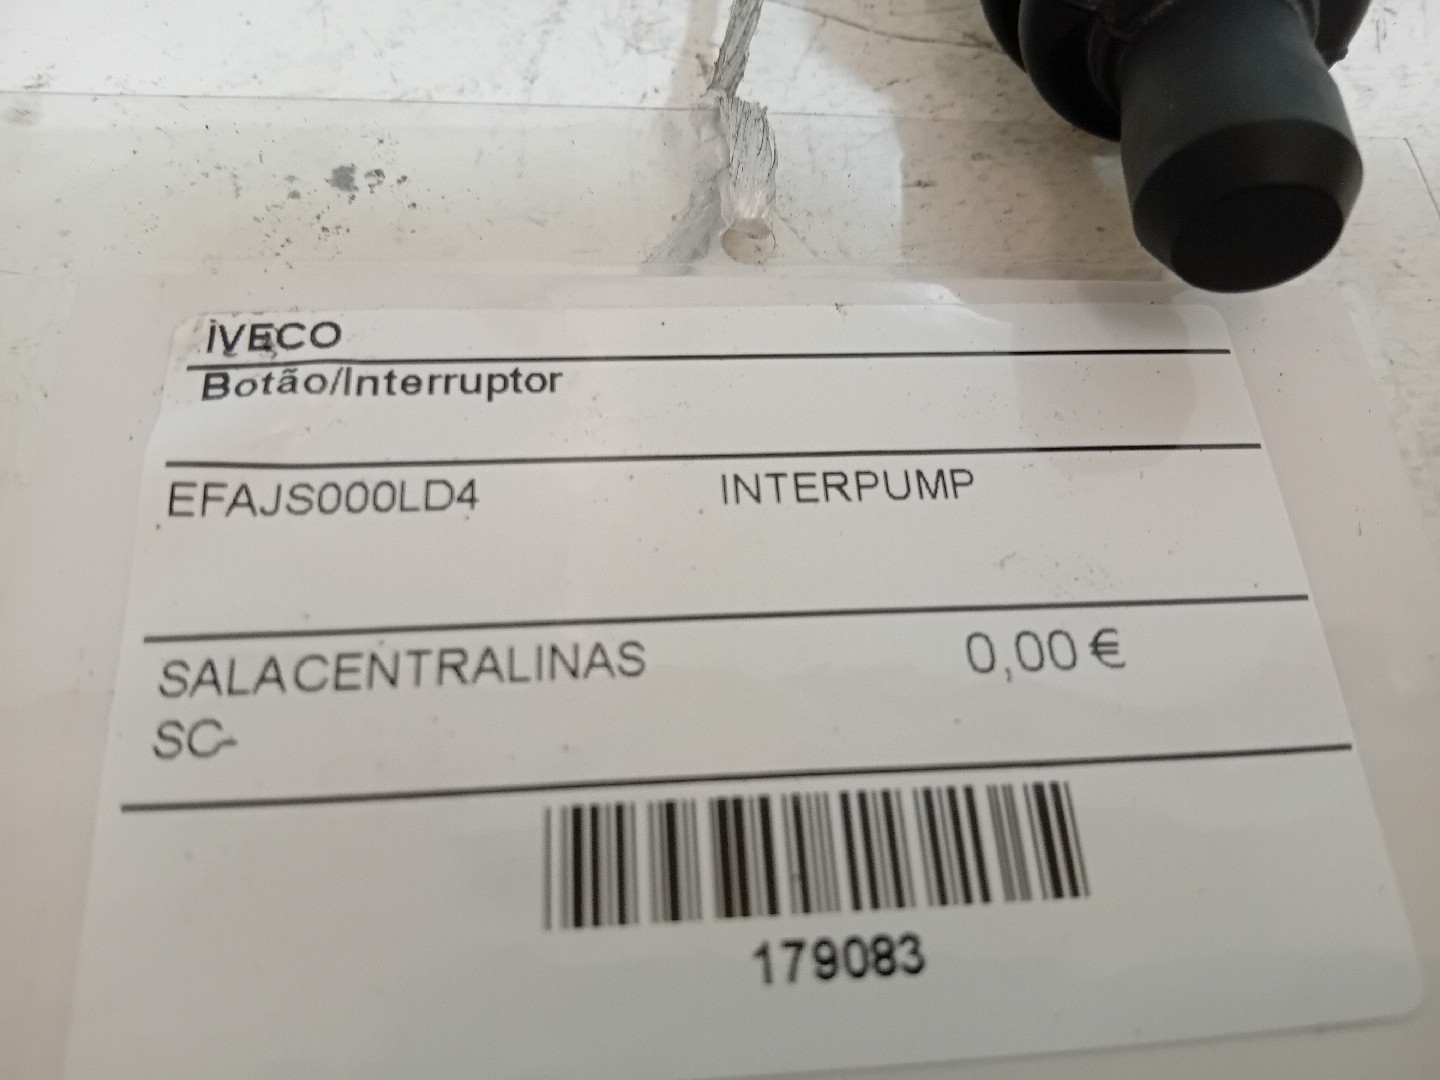 IVECO
Botão/Interruptor
EFAJS000LD4 INTERPUMP
SALACENTRALINAS 0,00 €
SC-
179083